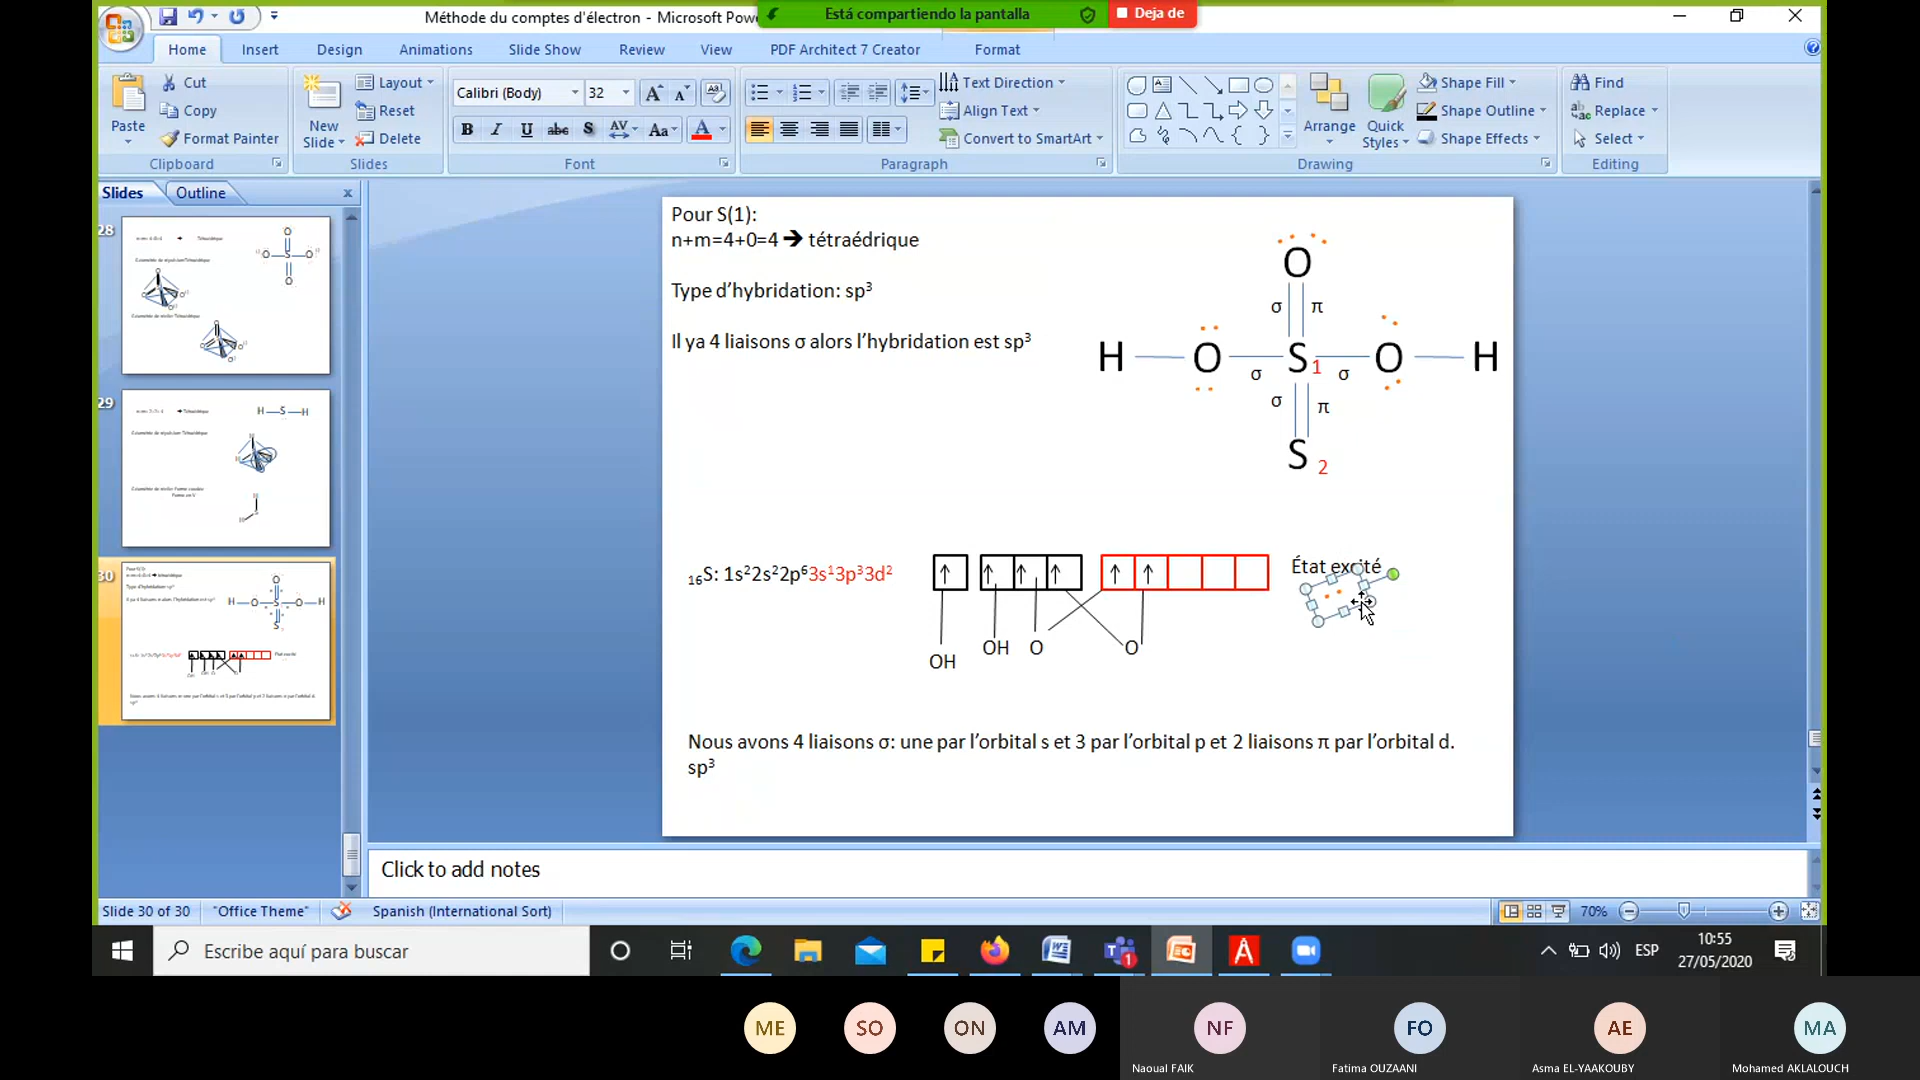 Méthode du comptes d'électron - Microsoft Pow
Está compartiendo la pantalla
Deja de
Home Insert Design Animations Slide Show Review View PDF Architect 7 Creator Format
Paste
Cut
Copy
Format Painter
Clipboard
New Slide
Layout
Reset
Delete
Slides
Calibri (Body) 32
Font
Text Direction
Align Text
Convert to SmartArt
Paragraph
Arrange
Quick Styles
Shape Fill
Shape Outline
Shape Effects
Drawing
Find
Replace
Select
Editing
Slides Outline
28
29
30
Pour S(1):
n+m=4+0=4 ➔ tétraédrique
Type d'hybridation: sp³
Il ya 4 liaisons σ alors l'hybridation est sp³
O
σ π
H O S 1 O H
σ σ
σ π
S 2
₁₆S: 1s²2s²2p⁶3s¹3p³3d²
État excité
OH OH O O
Nous avons 4 liaisons σ: une par l'orbital s et 3 par l'orbital p et 2 liaisons π par l'orbital d.
sp³
Click to add notes
Slide 30 of 30 "Office Theme" Spanish (International Sort) 70%
Escribe aquí para buscar
ESP
10:55
27/05/2020
ME SO ON AM NF FO AE MA
Naoual FAIK Fatima OUZAANI Asma EL-YAAKOUBY Mohamed AKLALOUCH